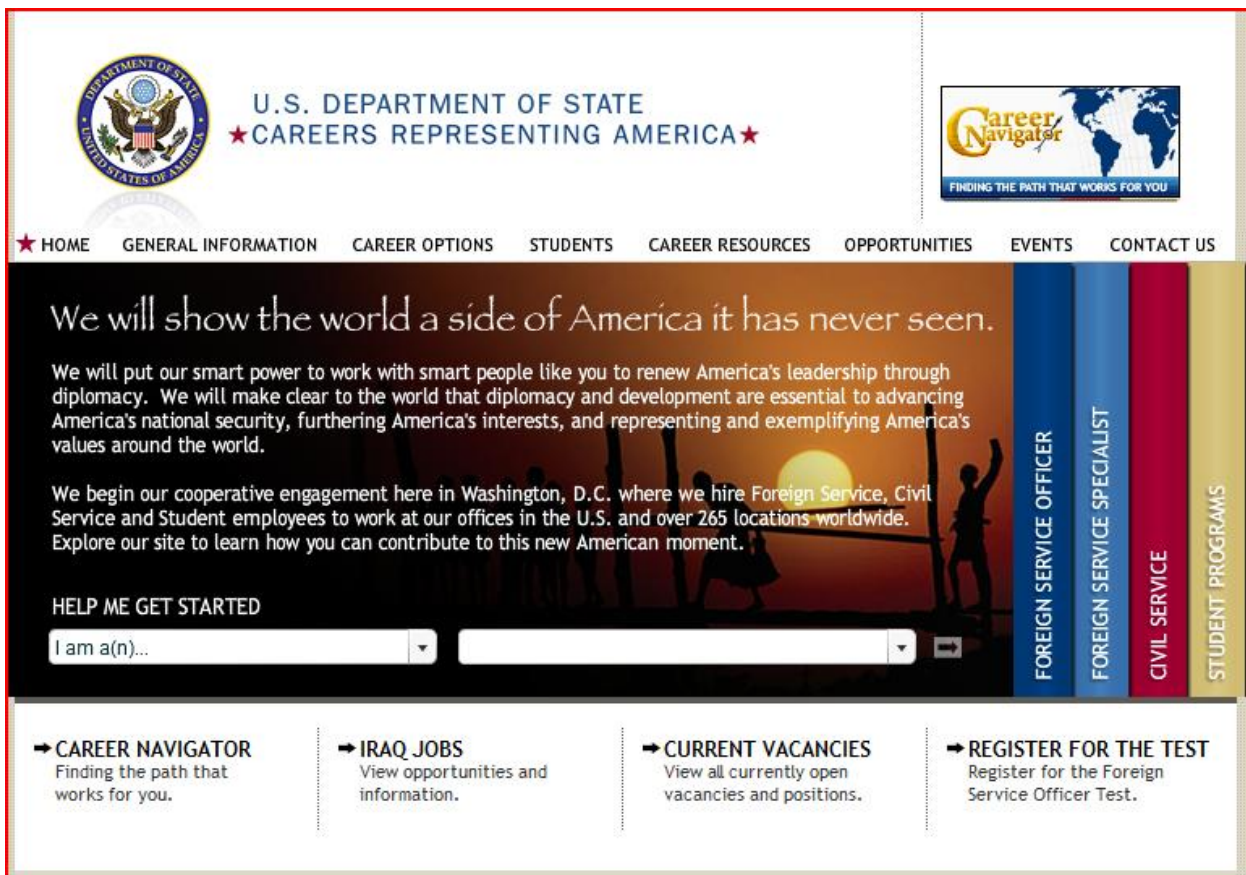 DEPARTMENT OF STATE
UNITED STATES OF AMERICA
U.S. DEPARTMENT OF STATE
★CAREERS REPRESENTING AMERICA★
Career
Navigator
FINDING THE PATH THAT WORKS FOR YOU
★ HOME GENERAL INFORMATION CAREER OPTIONS STUDENTS CAREER RESOURCES OPPORTUNITIES EVENTS CONTACT US
We will show the world a side of America it has never seen.
We will put our smart power to work with smart people like you to renew America's leadership through
diplomacy. We will make clear to the world that diplomacy and development are essential to advancing
America's national security, furthering America's interests, and representing and exemplifying America's
values around the world.
We begin our cooperative engagement here in Washington, D.C. where we hire Foreign Service, Civil
Service and Student employees to work at our offices in the U.S. and over 265 locations worldwide.
Explore our site to learn how you can contribute to this new American moment.
HELP ME GET STARTED
I am a(n)...
FOREIGN SERVICE OFFICER
FOREIGN SERVICE SPECIALIST
CIVIL SERVICE
STUDENT PROGRAMS
➡ CAREER NAVIGATOR
Finding the path that
works for you.
➡ IRAQ JOBS
View opportunities and
information.
➡ CURRENT VACANCIES
View all currently open
vacancies and positions.
➡ REGISTER FOR THE TEST
Register for the Foreign
Service Officer Test.